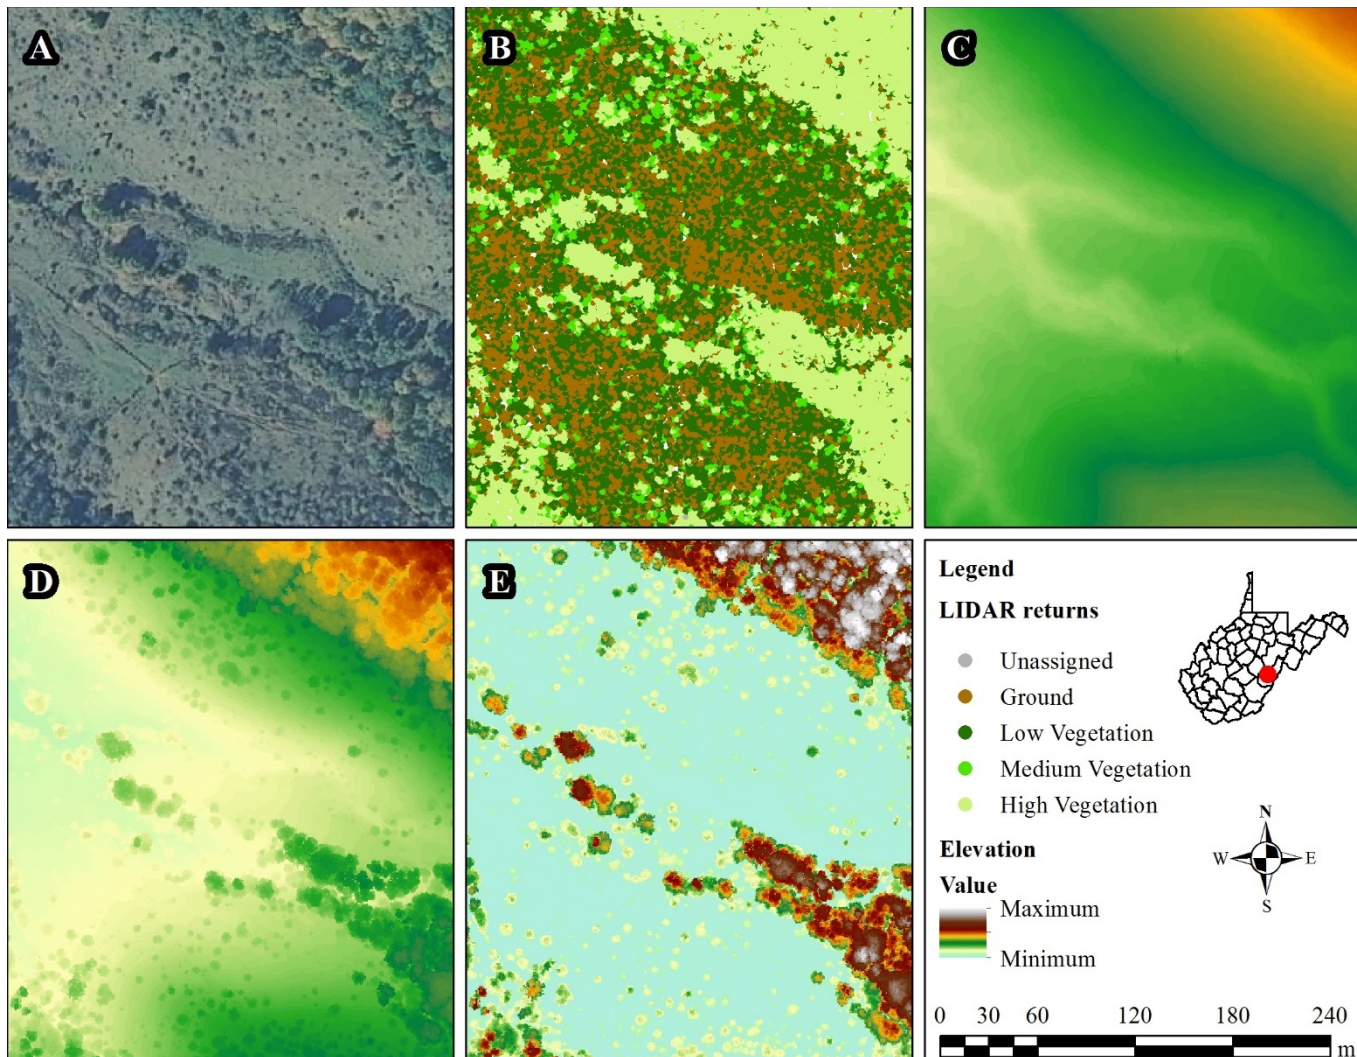 A
B
C
D
E
Legend
LIDAR returns
Unassigned
Ground
Low Vegetation
Medium Vegetation
High Vegetation
Elevation
Value
Maximum
Minimum
N
W E
S
0 30 60 120 180 240
m